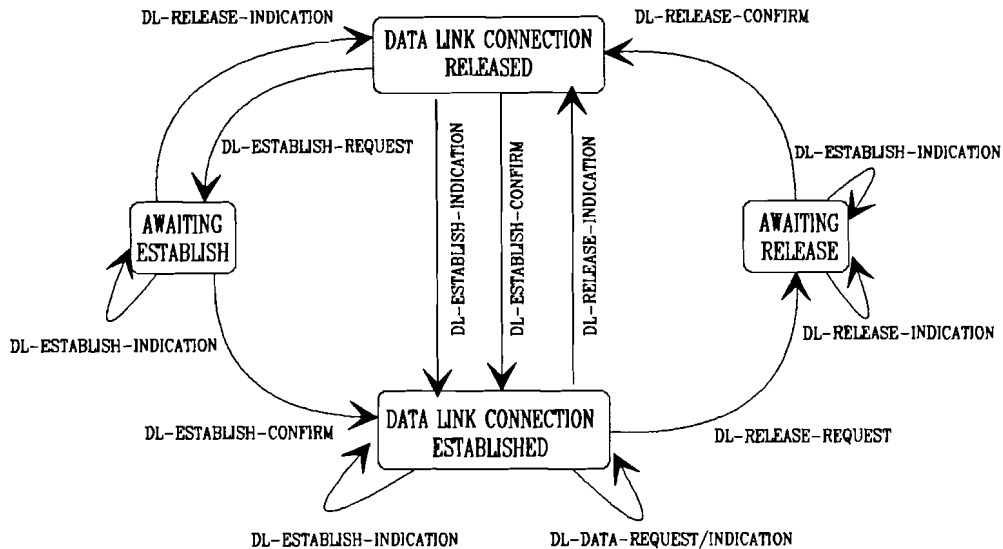 DL-RELEASE-INDICATION
DL-RELEASE-CONFIRM
DATA LINK CONNECTION
RELEASED
DL-ESTABLISH-REQUEST
DL-ESTABLISH-INDICATION
DL-ESTABLISH-CONFIRM
DL-RELEASE-INDICATION
DL-ESTABLISH-INDICATION
AWAITING
ESTABLISH
AWAITING
RELEASE
DL-ESTABLISH-INDICATION
DL-RELEASE-INDICATION
DL-ESTABLISH-CONFIRM
DATA LINK CONNECTION
ESTABLISHED
DL-RELEASE-REQUEST
DL-ESTABLISH-INDICATION
DL-DATA-REQUEST/INDICATION